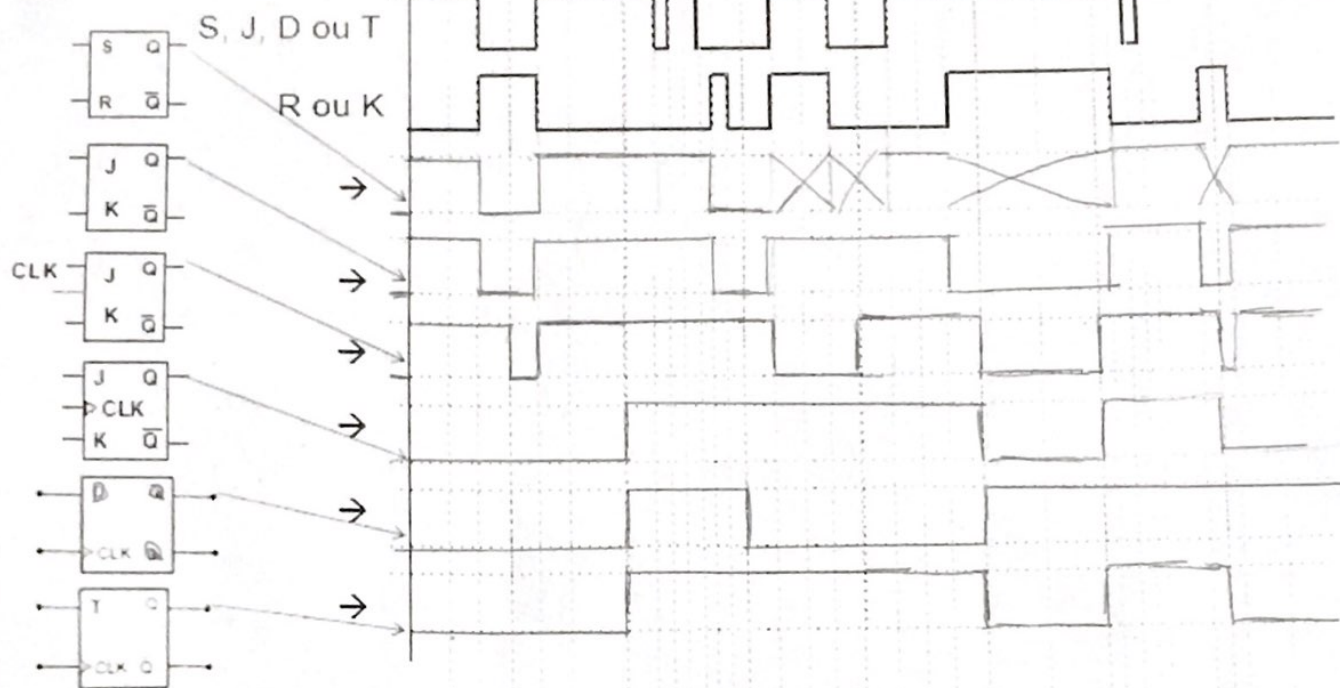 S, J, D ou T
S Q
R Q̅
R ou K
J Q
K Q̅
CLK
J Q
K Q̅
J Q
CLK
K Q̅
D Q
CLK Q
T Q
CLK Q